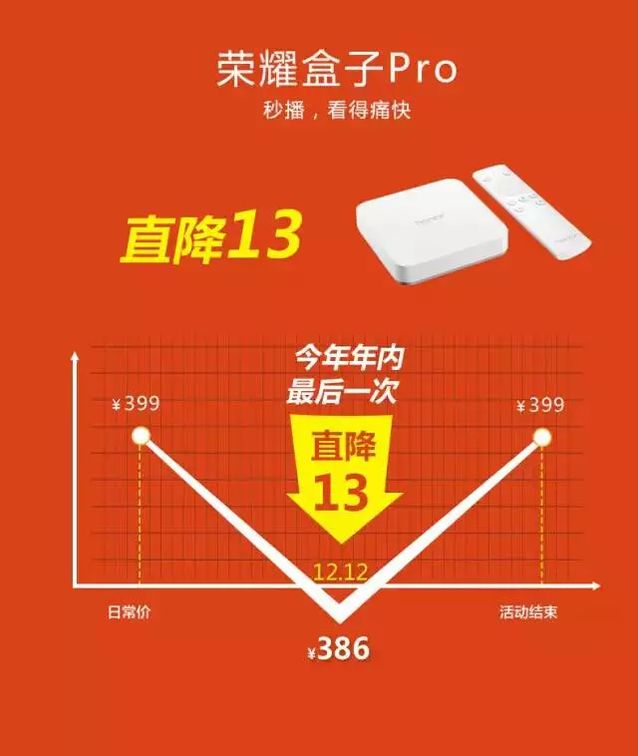 荣耀盒子Pro
秒播，看得痛快
直降13
honor
今年年内
最后一次
¥399
¥399
直降
13
12.12
日常价
活动结束
¥386